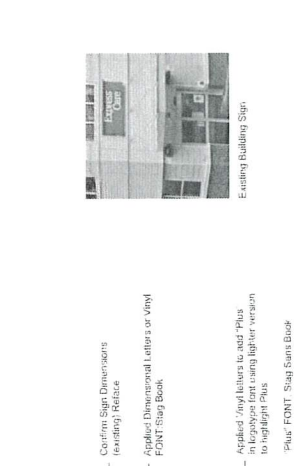 Confirm Sign Dimensions
(existing) Reface
Applied Dimensional Letters or Vinyl
FONT: Stag Book
Applied Vinyl letters to add "Plus
in logotype font using lighter version
to highlight Plus
"Plus" FONT: Stag Sans Book
EXPRESS
CARE
Existing Building Sign